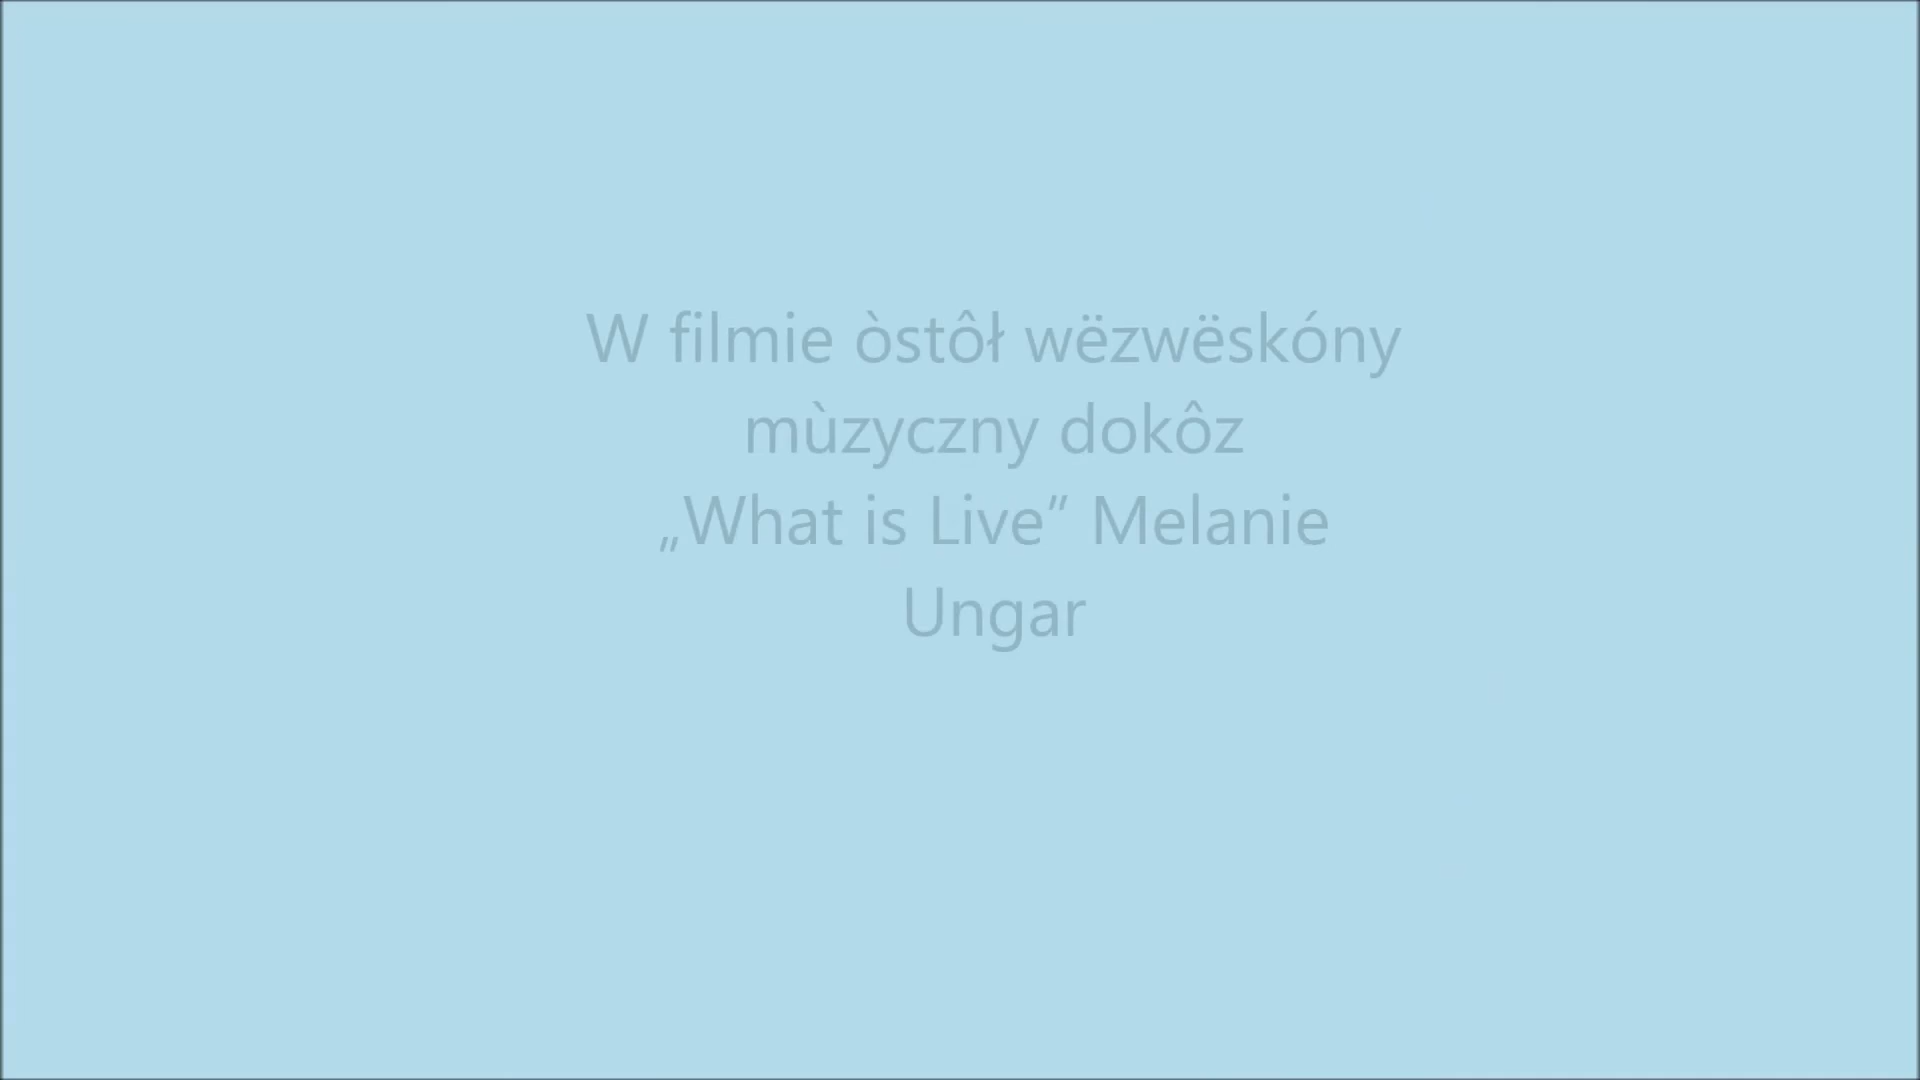 W filmie òstôł wëzwëskóny
mùzyczny dokôz
„What is Live” Melanie
Ungar